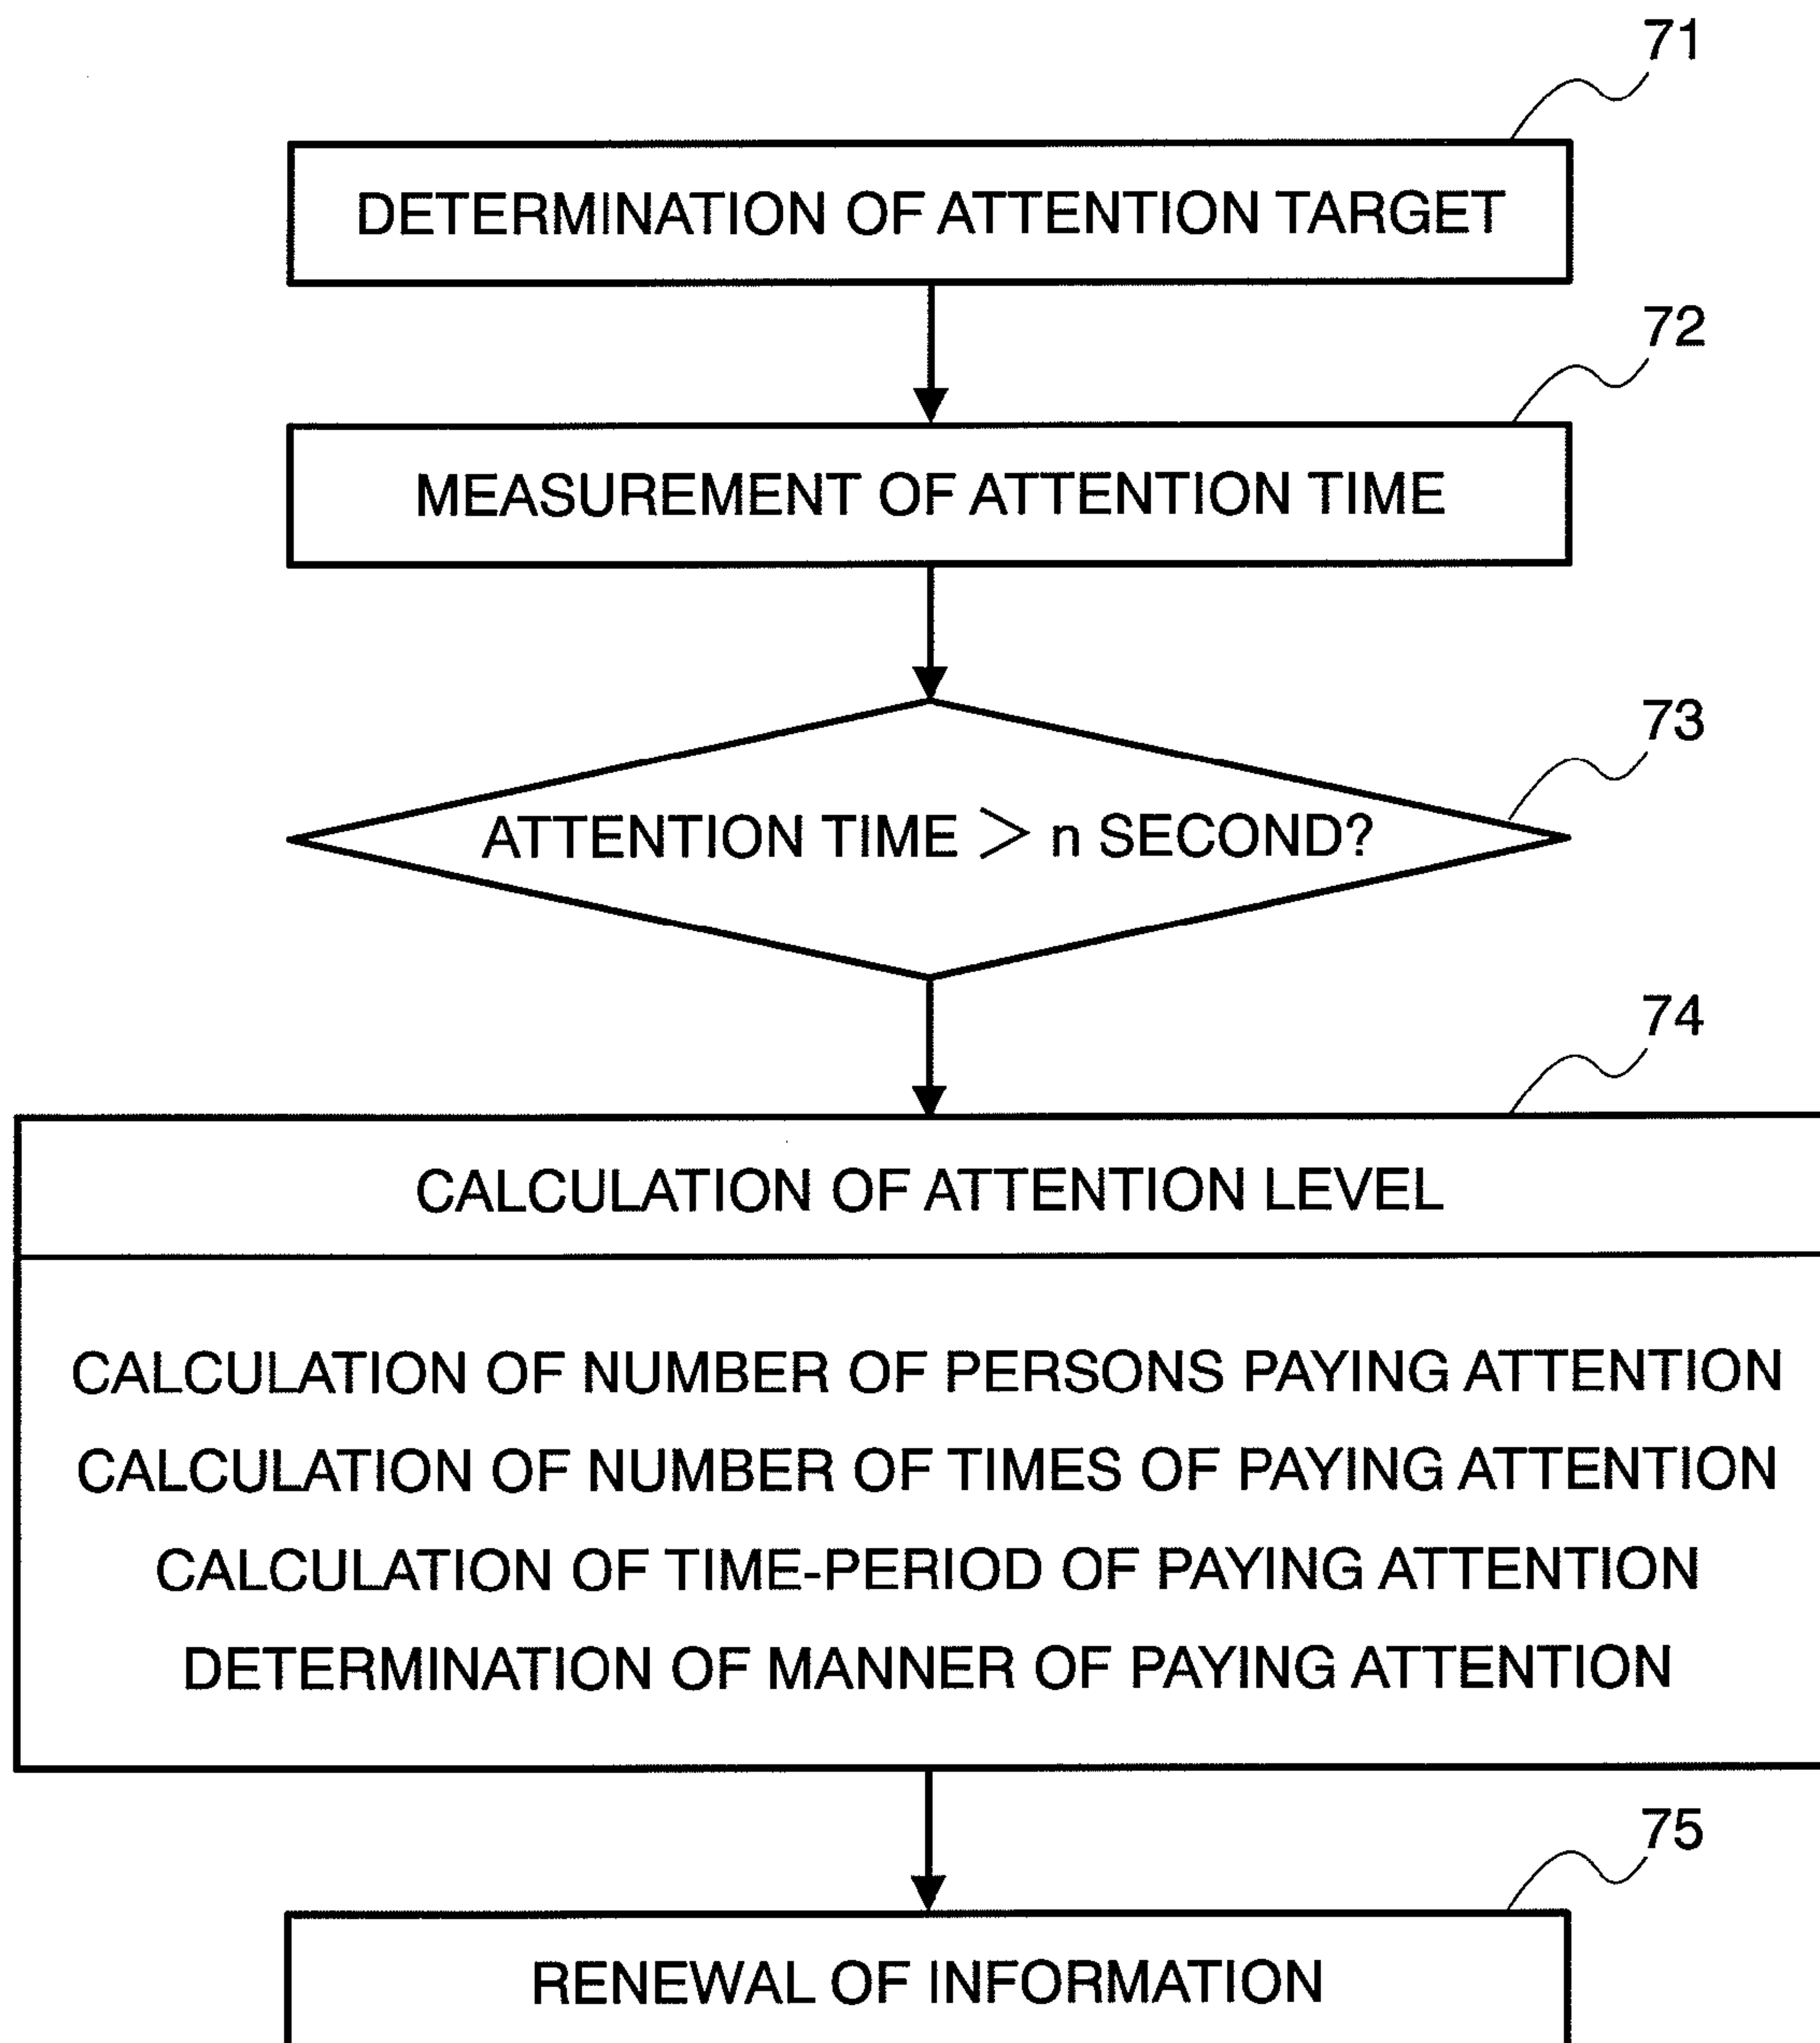 71
DETERMINATION OF ATTENTION TARGET
72
MEASUREMENT OF ATTENTION TIME
73
ATTENTION TIME > n SECOND?
74
CALCULATION OF ATTENTION LEVEL
CALCULATION OF NUMBER OF PERSONS PAYING ATTENTION
CALCULATION OF NUMBER OF TIMES OF PAYING ATTENTION
CALCULATION OF TIME-PERIOD OF PAYING ATTENTION
DETERMINATION OF MANNER OF PAYING ATTENTION
75
RENEWAL OF INFORMATION